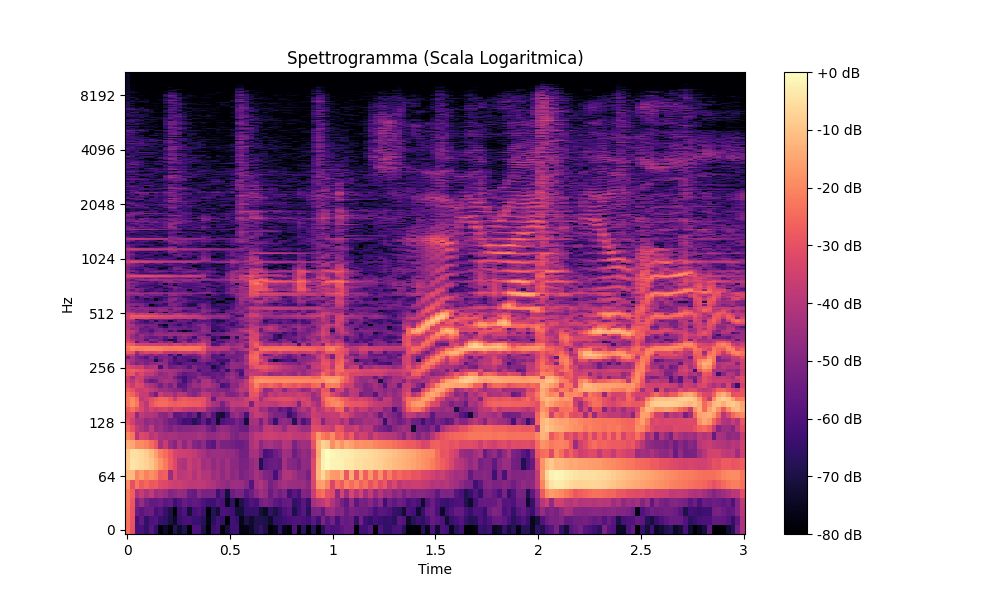 Spettrogramma (Scala Logaritmica)
8192
4096
2048
1024
512
256
128
64
0
Hz
0
0.5
1
1.5
2
2.5
3
Time
+0 dB
-10 dB
-20 dB
-30 dB
-40 dB
-50 dB
-60 dB
-70 dB
-80 dB